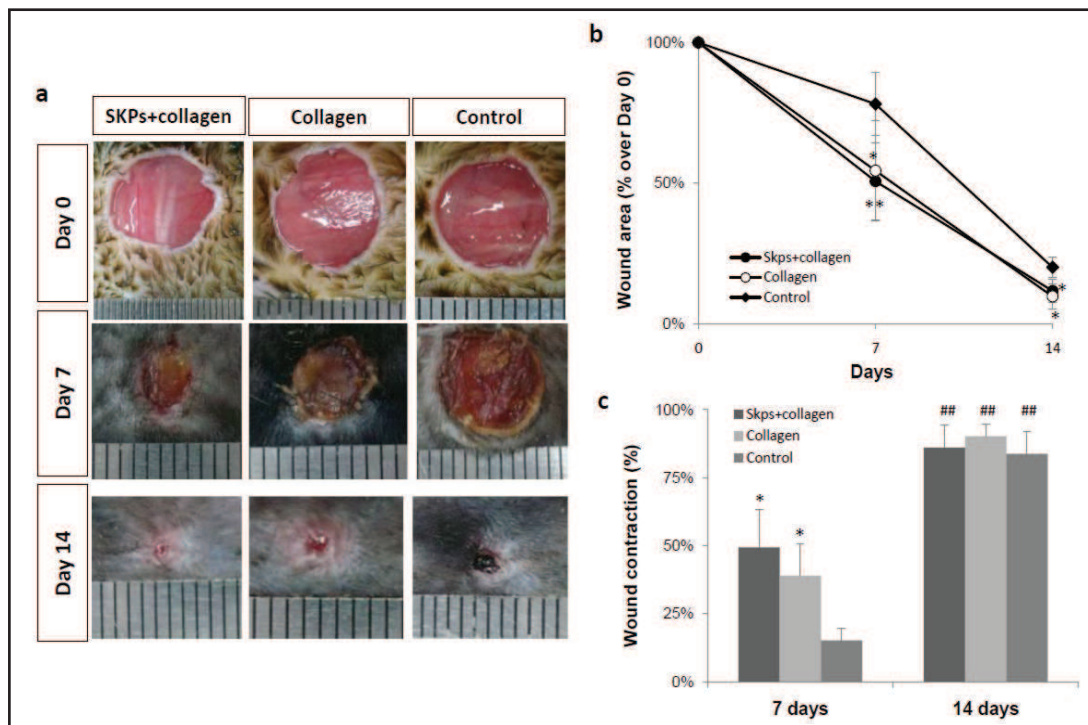 a
SKPs+collagen Collagen Control
Day 0
Day 7
Day 14
b
100%
50%
0%
Wound area (% over Day 0)
*
**
*
*
Skps+collagen
Collagen
Control
0 7 14
Days
c
100%
75%
50%
25%
0%
Wound contraction (%)
Skps+collagen
Collagen
Control
* *
## ## ##
7 days 14 days